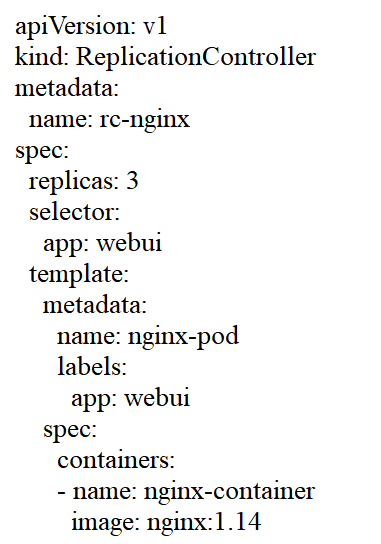 apiVersion: v1
kind: ReplicationController
metadata:
  name: rc-nginx
spec:
  replicas: 3
  selector:
    app: webui
  template:
    metadata:
      name: nginx-pod
      labels:
        app: webui
    spec:
      containers:
      - name: nginx-container
        image: nginx:1.14